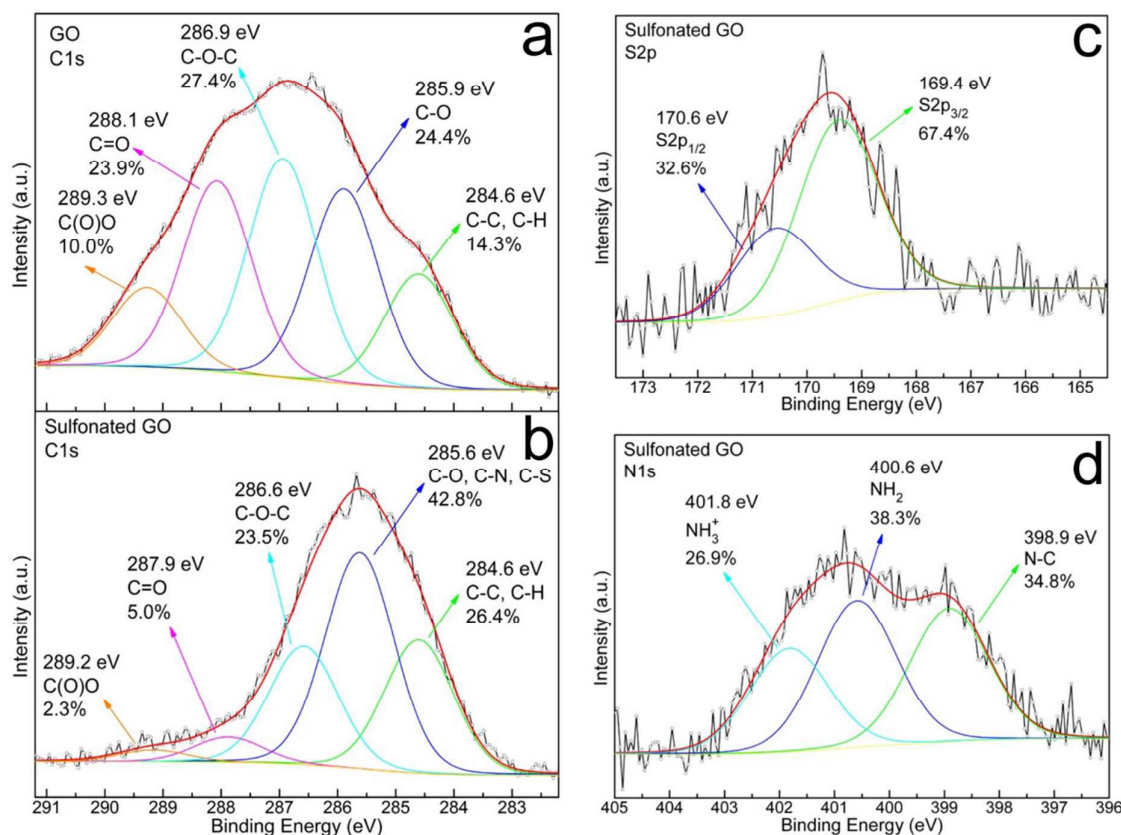 GO
C1s
a
286.9 eV
C-O-C
27.4%
285.9 eV
C-O
24.4%
288.1 eV
C=O
23.9%
289.3 eV
C(O)O
10.0%
284.6 eV
C-C, C-H
14.3%
Intensity (a.u.)
Sulfonated GO
C1s
b
285.6 eV
C-O, C-N, C-S
42.8%
286.6 eV
C-O-C
23.5%
287.9 eV
C=O
5.0%
284.6 eV
C-C, C-H
26.4%
289.2 eV
C(O)O
2.3%
Intensity (a.u.)
291 290 289 288 287 286 285 284 283
Binding Energy (eV)
Sulfonated GO
S2p
c
169.4 eV
S2p3/2
67.4%
170.6 eV
S2p1/2
32.6%
Intensity (a.u.)
173 172 171 170 169 168 167 166 165
Binding Energy (eV)
Sulfonated GO
N1s
d
400.6 eV
NH2
38.3%
401.8 eV
NH3+
26.9%
398.9 eV
N-C
34.8%
Intensity (a.u.)
405 404 403 402 401 400 399 398 397 396
Binding Energy (eV)